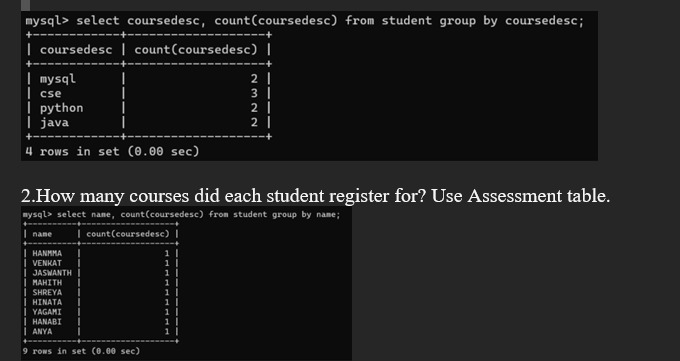 mysql> select coursedesc, count(coursedesc) from student group by coursedesc;
+------------+-------------------+
| coursedesc | count(coursedesc) |
+------------+-------------------+
| mysql      |                 2 |
| cse        |                 3 |
| python     |                 2 |
| java       |                 2 |
+------------+-------------------+
4 rows in set (0.00 sec)
2.How many courses did each student register for? Use Assessment table.
mysql> select name, count(coursedesc) from student group by name;
+----------+-------------------+
| name     | count(coursedesc) |
+----------+-------------------+
| HANMMA   |                 1 |
| VENKAT   |                 1 |
| JASWANTH |                 1 |
| MAHITH   |                 1 |
| SHREYA   |                 1 |
| HINATA   |                 1 |
| YAGAMI   |                 1 |
| HANABI   |                 1 |
| ANYA     |                 1 |
+----------+-------------------+
9 rows in set (0.00 sec)